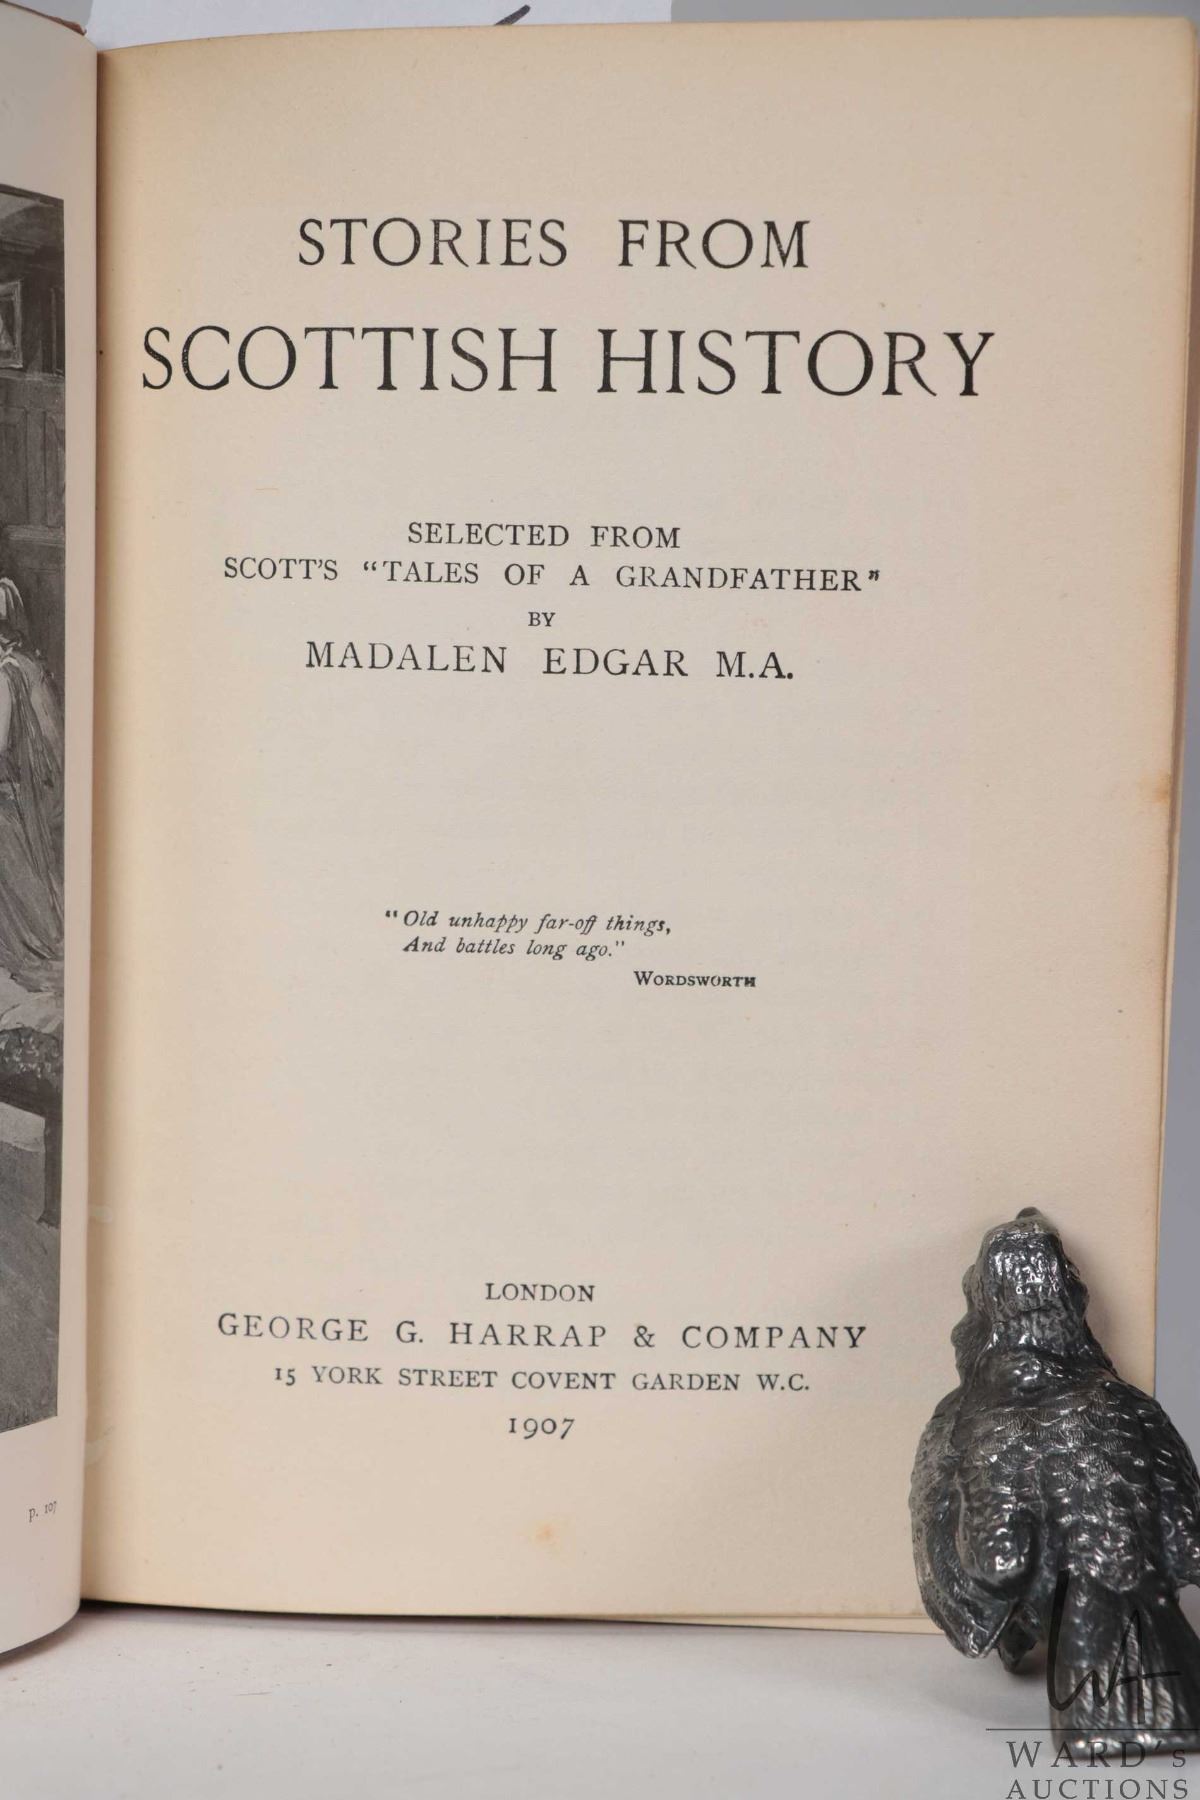 STORIES FROM
SCOTTISH HISTORY
SELECTED FROM
SCOTT'S "TALES OF A GRANDFATHER"
BY
MADALEN EDGAR M.A.
"Old unhappy far-off things,
And battles long ago."
WORDSWORTH
LONDON
GEORGE G. HARRAP & COMPANY
15 YORK STREET COVENT GARDEN W.C.
1907
p. 107
WA
WARD's
AUCTIONS